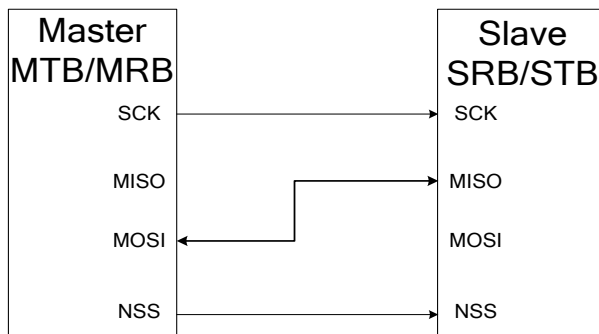 Master
MTB/MRB
SCK
MISO
MOSI
NSS
Slave
SRB/STB
SCK
MISO
MOSI
NSS